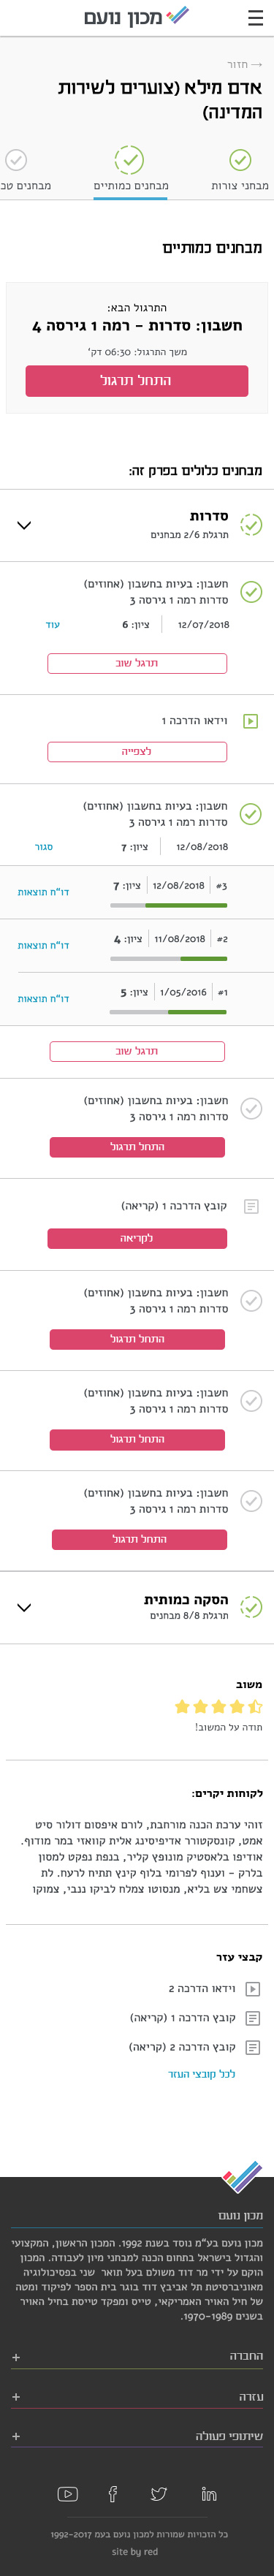 מכון נועם
→ חזור
אדם מילא (צוערים לשירות
המדינה)
מבחני צורות
מבחנים כמותיים
מבחנים טכ
מבחנים כמותיים
התרגול הבא:
חשבון: סדרות - רמה 1 גירסה 4
משך התרגול: 06:30 דק'
התחל תרגול
מבחנים כלולים בפרק זה:
סדרות
תרגלת 2/6 מבחנים
חשבון: בעיות בחשבון (אחוזים)
סדרות רמה 1 גירסה 3
12/07/2018
ציון: 6
עוד
תרגל שוב
וידאו הדרכה 1
לצפייה
חשבון: בעיות בחשבון (אחוזים)
סדרות רמה 1 גירסה 3
12/08/2018
ציון: 7
סגור
#3
12/08/2018
ציון: 7
דו"ח תוצאות
#2
11/08/2018
ציון: 4
דו"ח תוצאות
#1
1/05/2016
ציון: 5
דו"ח תוצאות
תרגל שוב
חשבון: בעיות בחשבון (אחוזים)
סדרות רמה 1 גירסה 3
התחל תרגול
קובץ הדרכה 1 (קריאה)
לקריאה
חשבון: בעיות בחשבון (אחוזים)
סדרות רמה 1 גירסה 3
התחל תרגול
חשבון: בעיות בחשבון (אחוזים)
סדרות רמה 1 גירסה 3
התחל תרגול
חשבון: בעיות בחשבון (אחוזים)
סדרות רמה 1 גירסה 3
התחל תרגול
הסקה כמותית
תרגלת 8/8 מבחנים
משוב
תודה על המשוב!
לקוחות יקרים:
זוהי ערכת הכנה מורחבת, לורם איפסום דולור סיט
אמט, קונסקטורר אדיפיסינג אלית קוואזי במר מודוף.
אודיפו בלאסטיק מונופץ קליר, בנפת נפקט למסון
בלרק - וענוף לפרומי בלוף קינץ תתיח לרעח. לת
צשחמי צש בליא, מנסוטו צמלח לביקו ננבי, צמוקו
קבצי עזר
וידאו הדרכה 2
קובץ הדרכה 1 (קריאה)
קובץ הדרכה 2 (קריאה)
לכל קובצי העזר
מכון נועם
מכון נועם בע"מ נוסד בשנת 1992. המכון הראשון, המקצועי
והגדול בישראל בתחום הכנה למבחני מיון לעבודה. המכון
הוקם על ידי מר דוד משולם בעל תואר שני בפסיכולוגיה
מאוניברסיטת תל אביבץ דוד בוגר בית הספר לפיקוד ומטה
של חיל האויר האמריקאי, טייס ומפקד טייסת בחיל האויר
בשנים 1970-1989.
החברה
+
עזרה
+
שיתופי פעולה
+
כל הזכויות שמורות למכון נועם בעמ 1992-2017
site by red